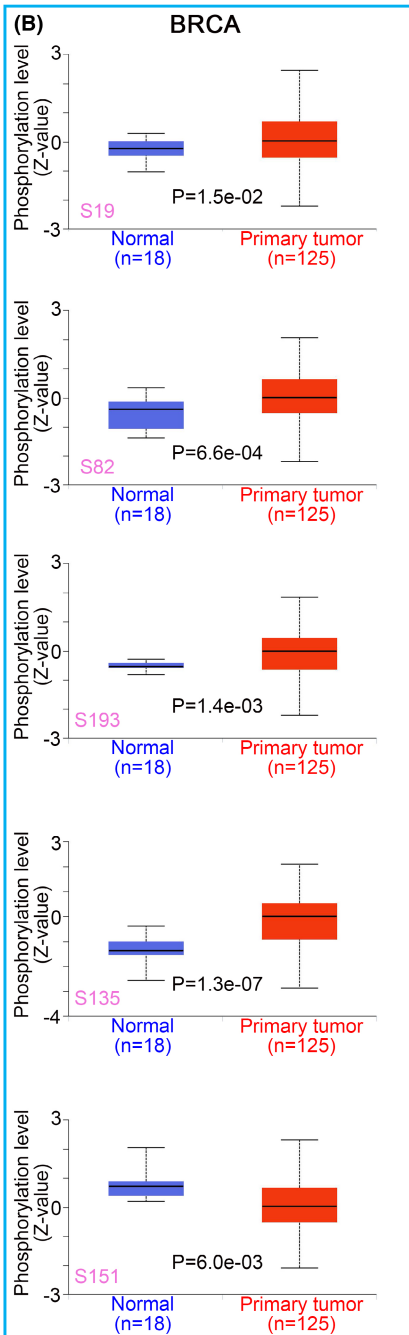 (B)
BRCA
Phosphorylation level
(Z-value)
3
0
-3
P=1.5e-02
S19
Normal
(n=18)
Primary tumor
(n=125)
Phosphorylation level
(Z-value)
3
0
-3
P=6.6e-04
S82
Normal
(n=18)
Primary tumor
(n=125)
Phosphorylation level
(Z-value)
3
0
-3
P=1.4e-03
S193
Normal
(n=18)
Primary tumor
(n=125)
Phosphorylation level
(Z-value)
3
0
-4
P=1.3e-07
S135
Normal
(n=18)
Primary tumor
(n=125)
Phosphorylation level
(Z-value)
3
0
-3
P=6.0e-03
S151
Normal
(n=18)
Primary tumor
(n=125)